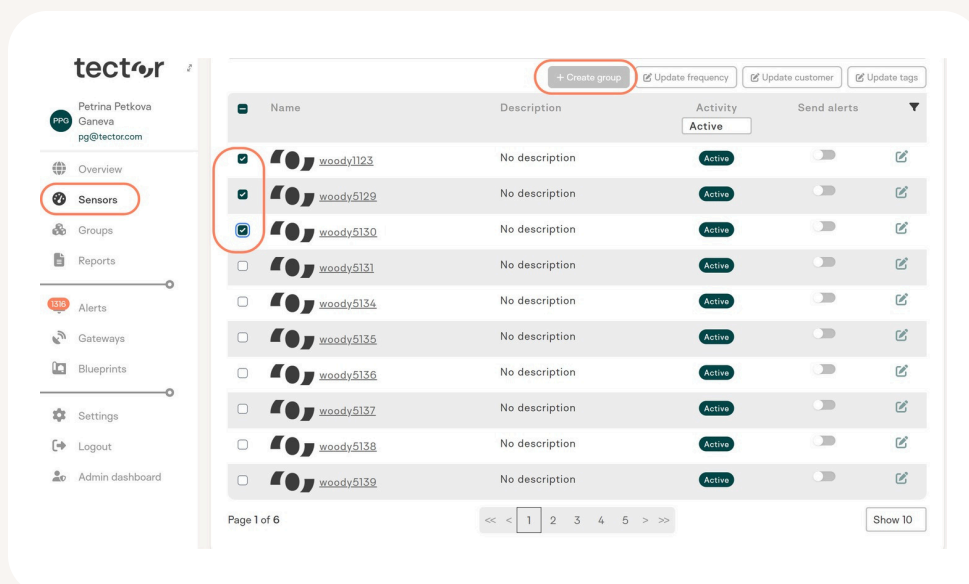 tector
Petrina Petkova
PPG
Ganeva
pg@tector.com
Overview
Sensors
Groups
Reports
1316
Alerts
Gateways
Blueprints
Settings
Logout
Admin dashboard
+ Create group
Update frequency
Update customer
Update tags
Name Description Activity Send alerts
Active
woody1123 No description Active
woody5129 No description Active
woody5130 No description Active
woody5131 No description Active
woody5134 No description Active
woody5135 No description Active
woody5136 No description Active
woody5137 No description Active
woody5138 No description Active
woody5139 No description Active
Page 1 of 6 << < 1 2 3 4 5 > >> Show 10